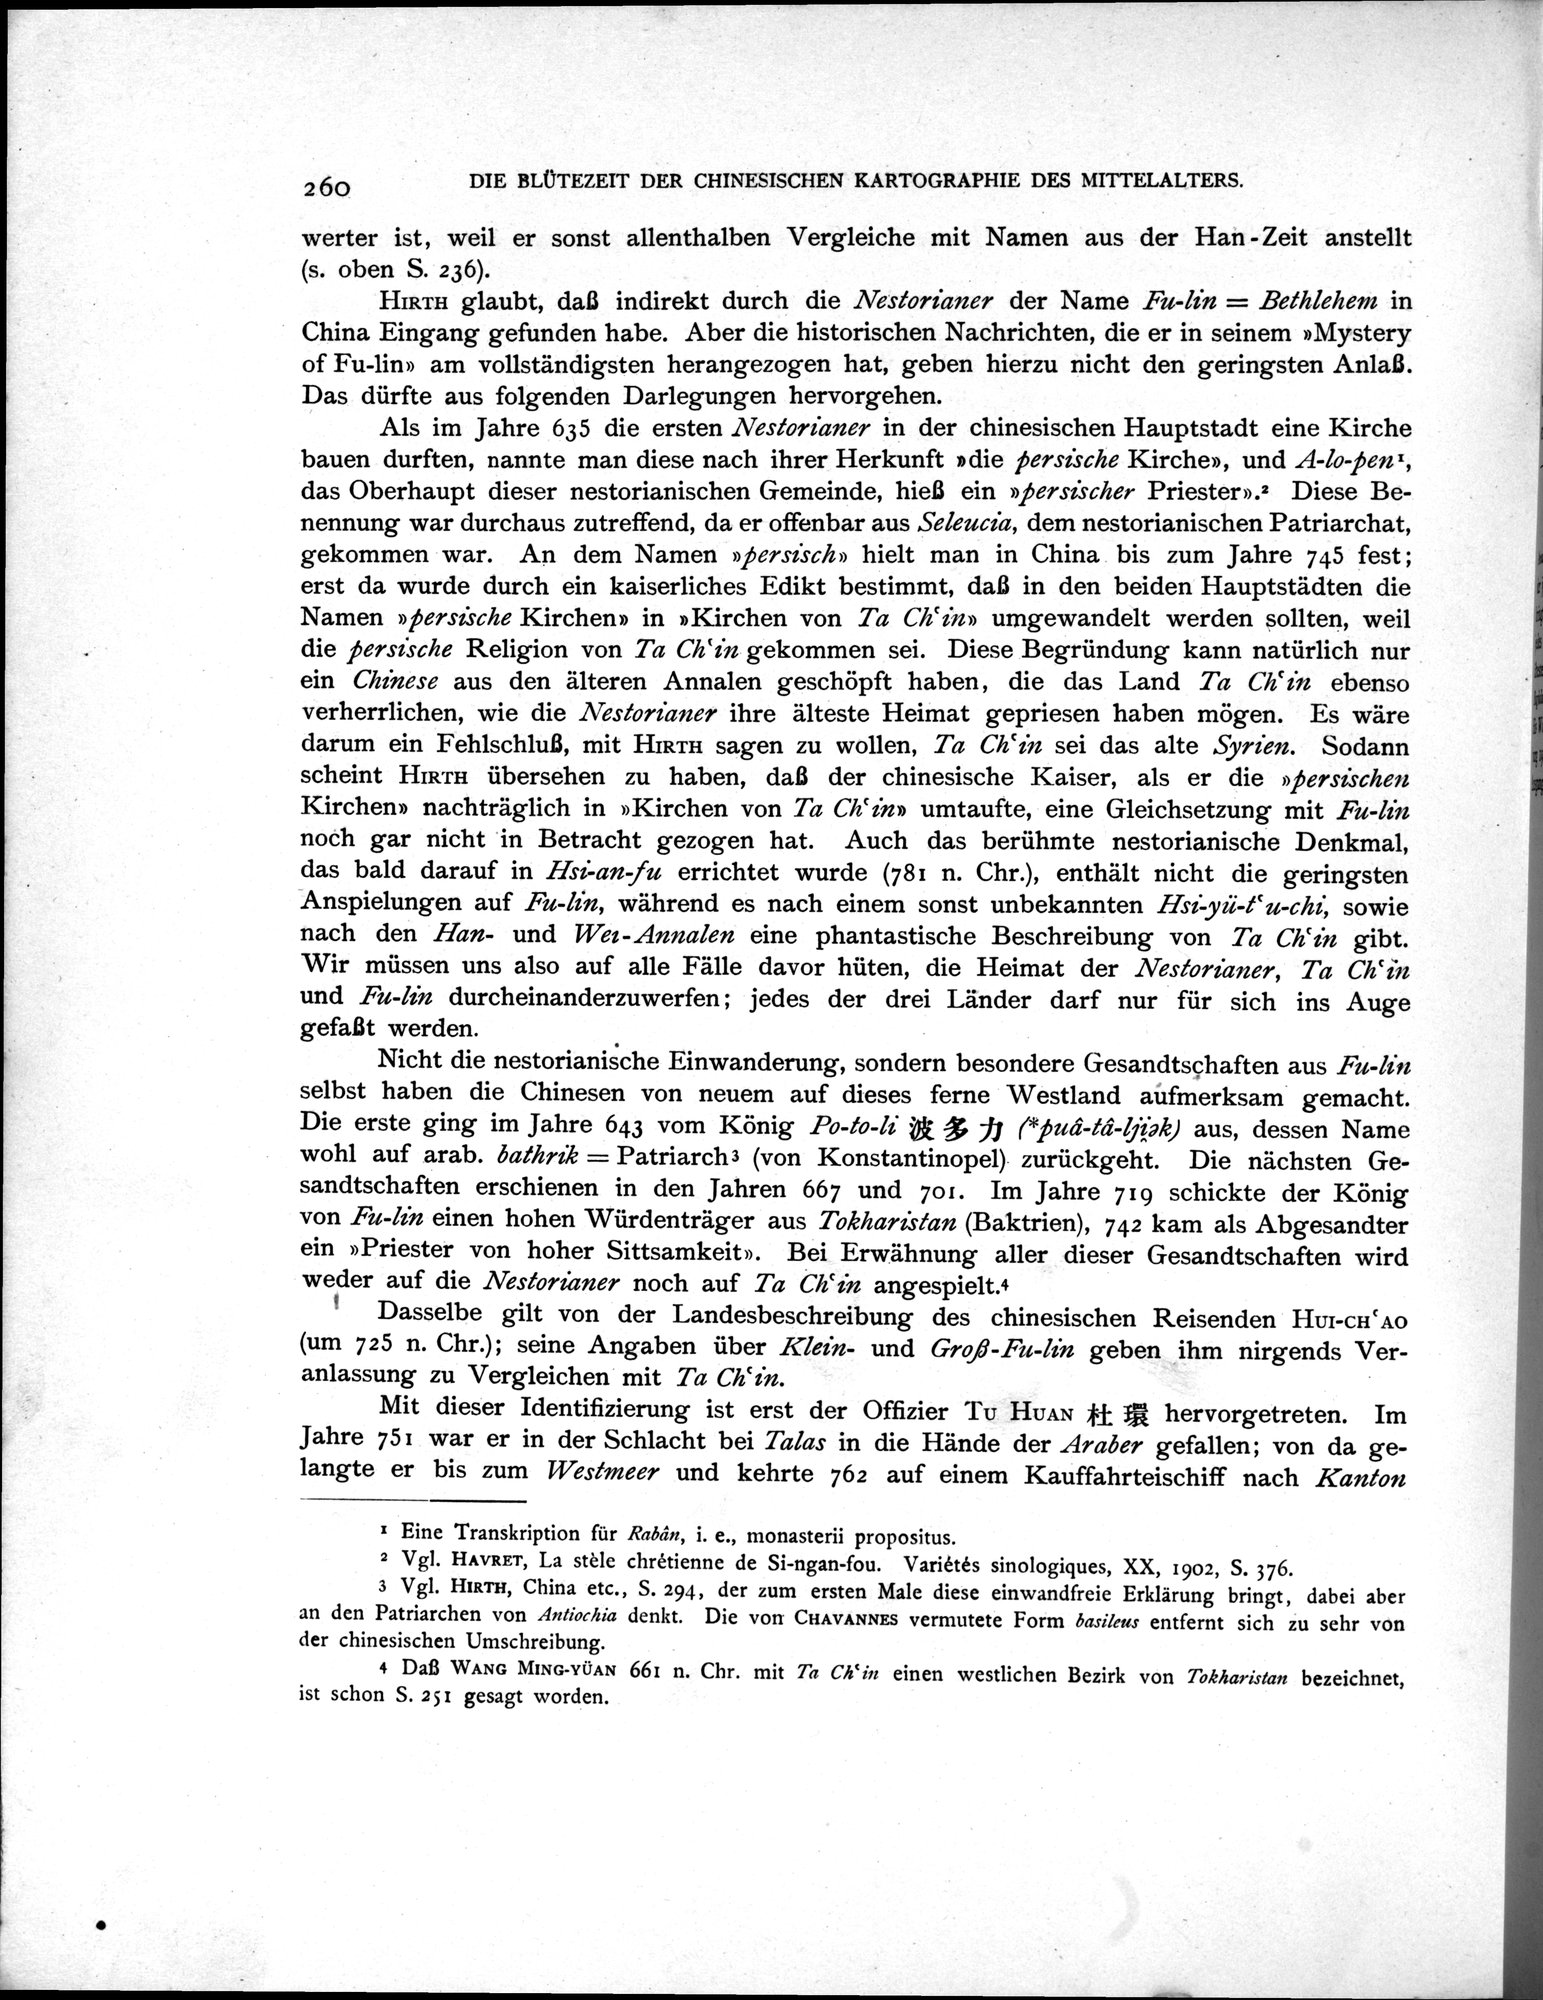 260 DIE BLÜTEZEIT DER CHINESISCHEN KARTOGRAPHIE DES MITTELALTERS.
werter ist, weil er sonst allenthalben Vergleiche mit Namen aus der Han-Zeit anstellt
(s. oben S. 236).
HIRTH glaubt, daß indirekt durch die Nestorianer der Name Fu-lin = Bethlehem in
China Eingang gefunden habe. Aber die historischen Nachrichten, die er in seinem »Mystery
of Fu-lin» am vollständigsten herangezogen hat, geben hierzu nicht den geringsten Anlaß.
Das dürfte aus folgenden Darlegungen hervorgehen.
Als im Jahre 635 die ersten Nestorianer in der chinesischen Hauptstadt eine Kirche
bauen durften, nannte man diese nach ihrer Herkunft »die persische Kirche», und A-lo-pen¹,
das Oberhaupt dieser nestorianischen Gemeinde, hieß ein »persischer Priester».² Diese Be-
nennung war durchaus zutreffend, da er offenbar aus Seleucia, dem nestorianischen Patriarchat,
gekommen war. An dem Namen »persisch» hielt man in China bis zum Jahre 745 fest;
erst da wurde durch ein kaiserliches Edikt bestimmt, daß in den beiden Hauptstädten die
Namen »persische Kirchen» in »Kirchen von Ta Chʿin» umgewandelt werden sollten, weil
die persische Religion von Ta Chʿin gekommen sei. Diese Begründung kann natürlich nur
ein Chinese aus den älteren Annalen geschöpft haben, die das Land Ta Chʿin ebenso
verherrlichen, wie die Nestorianer ihre älteste Heimat gepriesen haben mögen. Es wäre
darum ein Fehlschluß, mit HIRTH sagen zu wollen, Ta Chʿin sei das alte Syrien. Sodann
scheint HIRTH übersehen zu haben, daß der chinesische Kaiser, als er die »persischen
Kirchen» nachträglich in »Kirchen von Ta Chʿin» umtaufte, eine Gleichsetzung mit Fu-lin
noch gar nicht in Betracht gezogen hat. Auch das berühmte nestorianische Denkmal,
das bald darauf in Hsi-an-fu errichtet wurde (781 n. Chr.), enthält nicht die geringsten
Anspielungen auf Fu-lin, während es nach einem sonst unbekannten Hsi-yü-tʿu-chi, sowie
nach den Han- und Wei-Annalen eine phantastische Beschreibung von Ta Chʿin gibt.
Wir müssen uns also auf alle Fälle davor hüten, die Heimat der Nestorianer, Ta Chʿin
und Fu-lin durcheinanderzuwerfen; jedes der drei Länder darf nur für sich ins Auge
gefaßt werden.
Nicht die nestorianische Einwanderung, sondern besondere Gesandtschaften aus Fu-lin
selbst haben die Chinesen von neuem auf dieses ferne Westland aufmerksam gemacht.
Die erste ging im Jahre 643 vom König Po-to-li 波多力 (*puâ-tâ-lji̯ək) aus, dessen Name
wohl auf arab. bathrik = Patriarch³ (von Konstantinopel) zurückgeht. Die nächsten Ge-
sandtschaften erschienen in den Jahren 667 und 701. Im Jahre 719 schickte der König
von Fu-lin einen hohen Würdenträger aus Tokharistan (Baktrien), 742 kam als Abgesandter
ein »Priester von hoher Sittsamkeit». Bei Erwähnung aller dieser Gesandtschaften wird
weder auf die Nestorianer noch auf Ta Chʿin angespielt.⁴
Dasselbe gilt von der Landesbeschreibung des chinesischen Reisenden HUI-CHʿAO
(um 725 n. Chr.); seine Angaben über Klein- und Groß-Fu-lin geben ihm nirgends Ver-
anlassung zu Vergleichen mit Ta Chʿin.
Mit dieser Identifizierung ist erst der Offizier TU HUAN 杜環 hervorgetreten. Im
Jahre 751 war er in der Schlacht bei Talas in die Hände der Araber gefallen; von da ge-
langte er bis zum Westmeer und kehrte 762 auf einem Kauffahrteischiff nach Kanton
¹ Eine Transkription für Rabân, i. e., monasterii propositus.
² Vgl. HAVRET, La stèle chrétienne de Si-ngan-fou. Variétés sinologiques, XX, 1902, S. 376.
³ Vgl. HIRTH, China etc., S. 294, der zum ersten Male diese einwandfreie Erklärung bringt, dabei aber
an den Patriarchen von Antiochia denkt. Die von CHAVANNES vermutete Form basileus entfernt sich zu sehr von
der chinesischen Umschreibung.
⁴ Daß WANG MING-YÜAN 661 n. Chr. mit Ta Chʿin einen westlichen Bezirk von Tokharistan bezeichnet,
ist schon S. 251 gesagt worden.